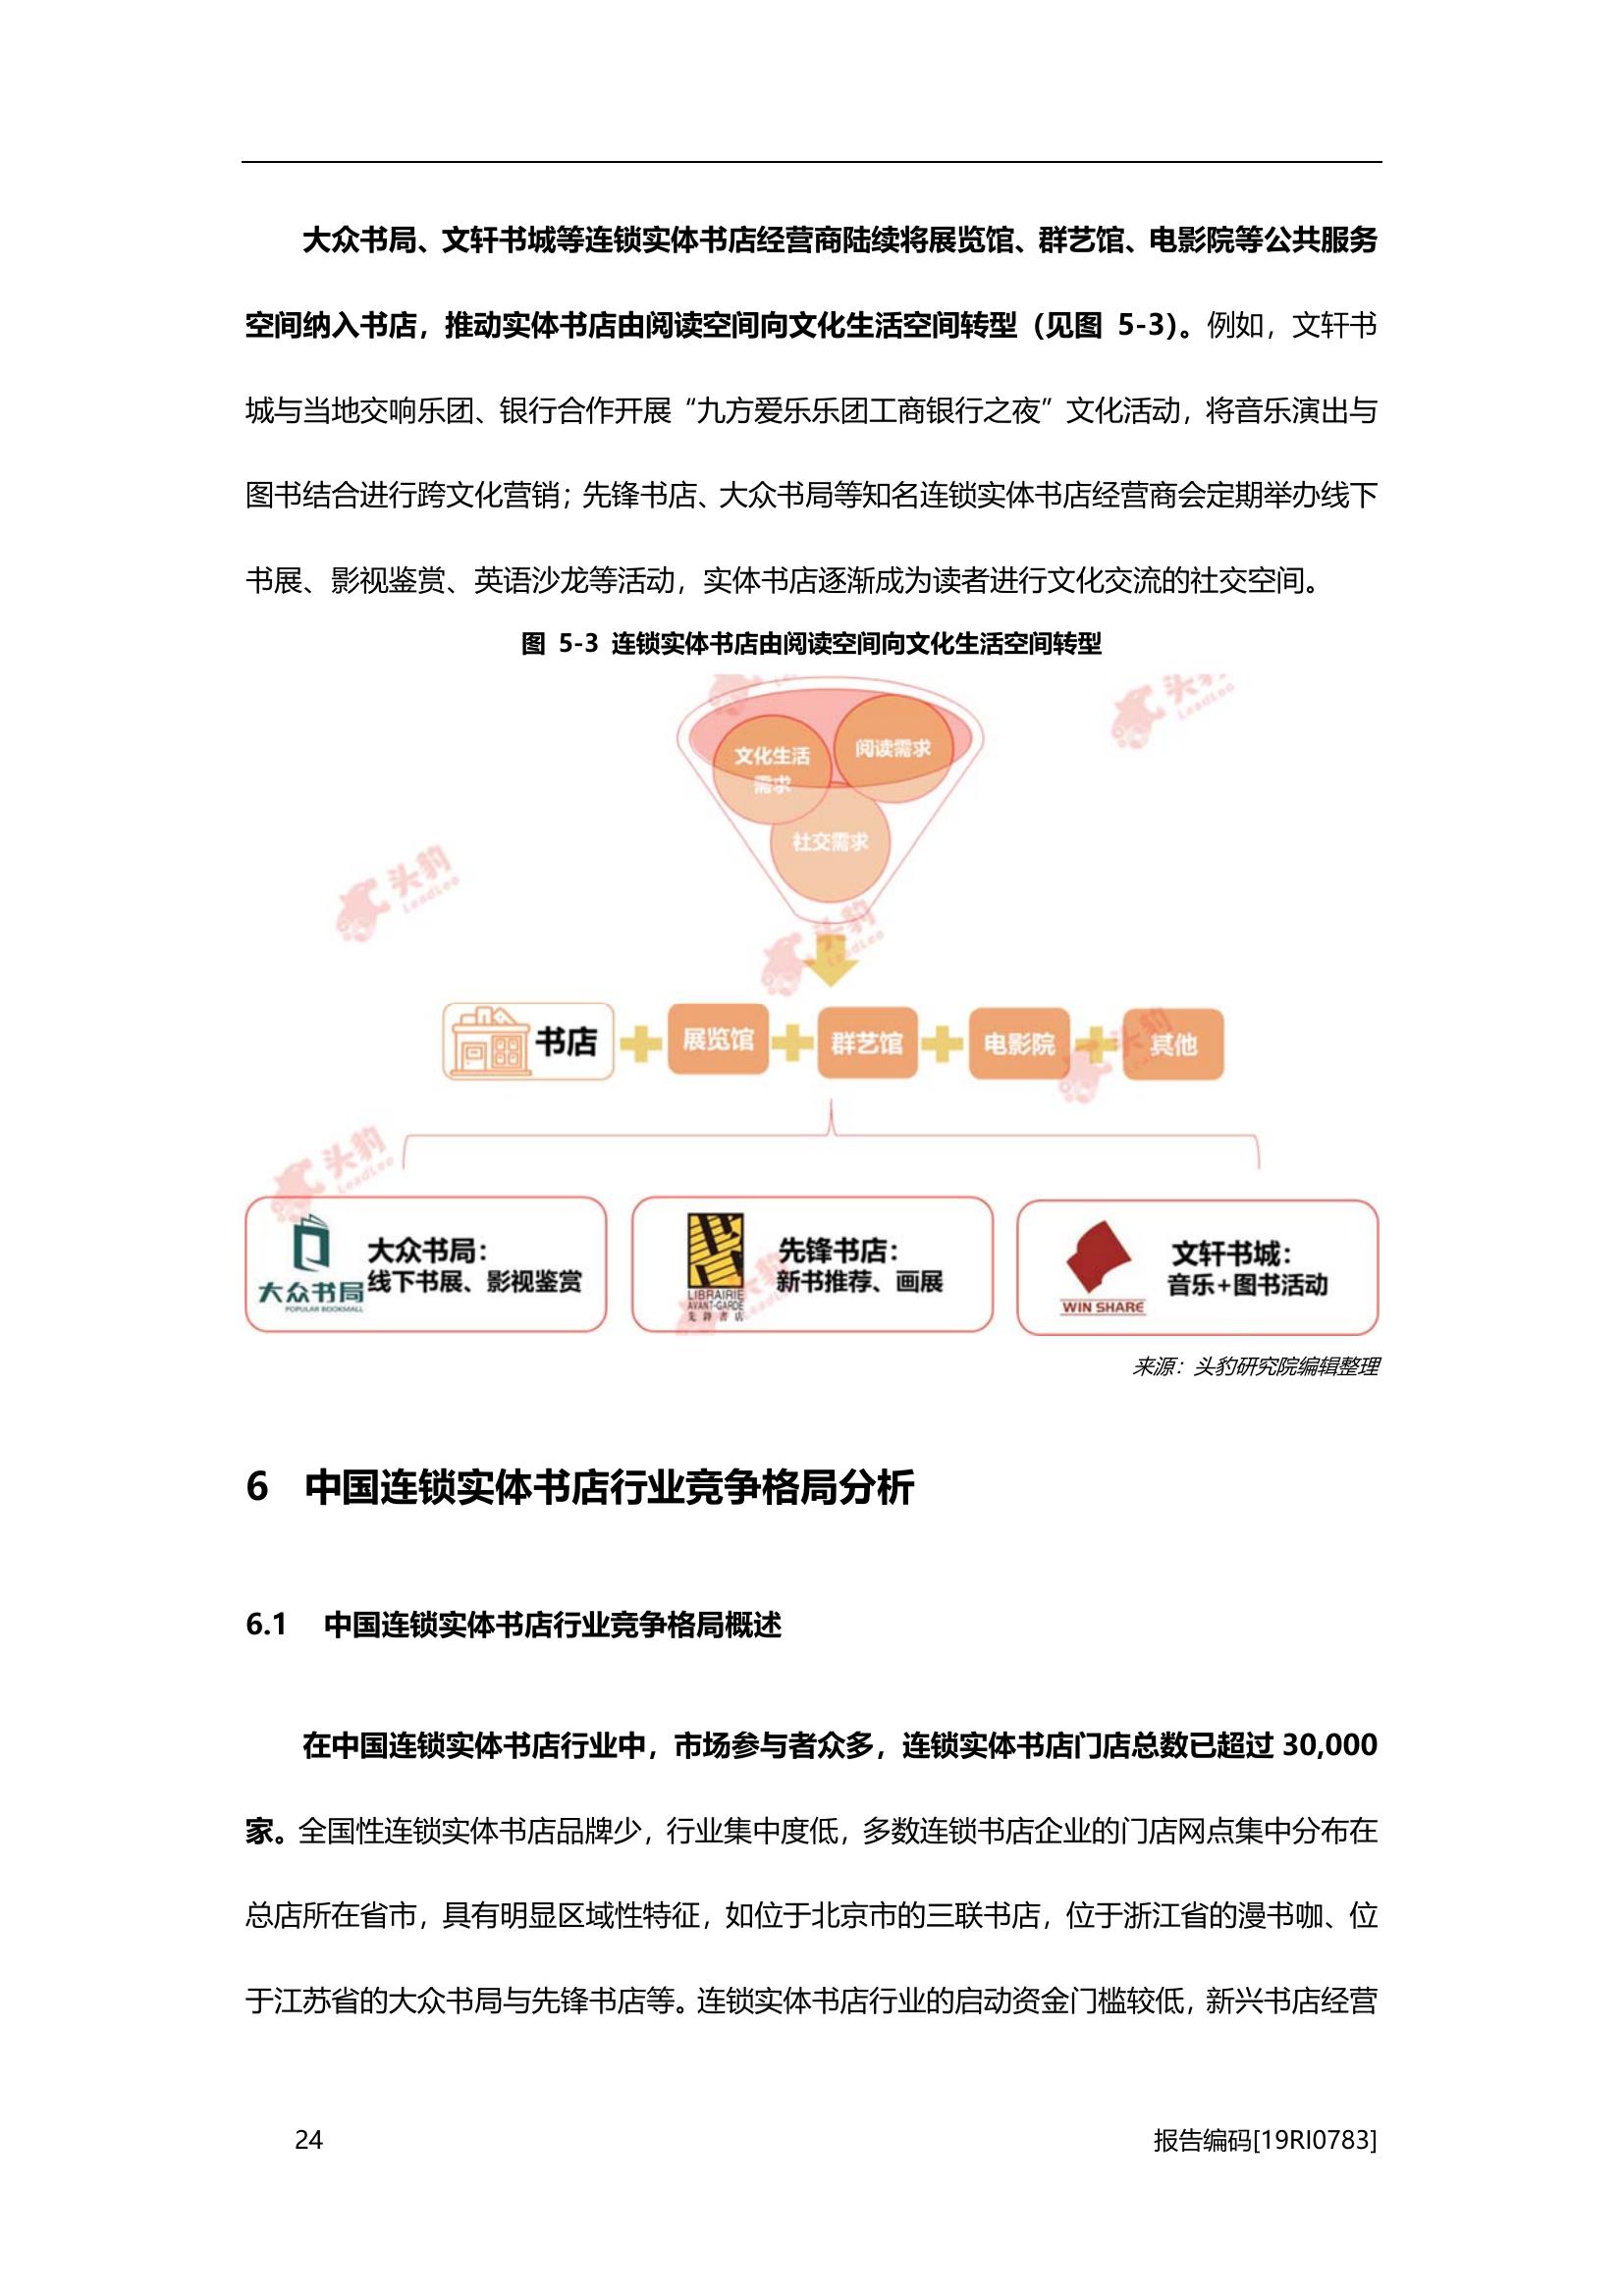 大众书局、文轩书城等连锁实体书店经营商陆续将展览馆、群艺馆、电影院等公共服务
空间纳入书店，推动实体书店由阅读空间向文化生活空间转型（见图 5-3）。例如，文轩书
城与当地交响乐团、银行合作开展“九方爱乐乐团工商银行之夜”文化活动，将音乐演出与
图书结合进行跨文化营销；先锋书店、大众书局等知名连锁实体书店经营商会定期举办线下
书展、影视鉴赏、英语沙龙等活动，实体书店逐渐成为读者进行文化交流的社交空间。
图 5-3 连锁实体书店由阅读空间向文化生活空间转型
头豹
LeadLeo
文化生活
需求
阅读需求
社交需求
头豹
LeadLeo
头豹
LeadLeo
书店
展览馆
群艺馆
电影院
其他
头豹
头豹
LeadLeo
大众书局
POPULAR BOOKMALL
大众书局：
线下书展、影视鉴赏
LIBRAIRIE
AVANT-GARDE
先锋书店
先锋书店：
新书推荐、画展
头豹
LeadLeo
WIN SHARE
文轩书城：
音乐+图书活动
来源：头豹研究院编辑整理
6 中国连锁实体书店行业竞争格局分析
6.1 中国连锁实体书店行业竞争格局概述
在中国连锁实体书店行业中，市场参与者众多，连锁实体书店门店总数已超过 30,000
家。全国性连锁实体书店品牌少，行业集中度低，多数连锁书店企业的门店网点集中分布在
总店所在省市，具有明显区域性特征，如位于北京市的三联书店，位于浙江省的漫书咖、位
于江苏省的大众书局与先锋书店等。连锁实体书店行业的启动资金门槛较低，新兴书店经营
24
报告编码[19RI0783]